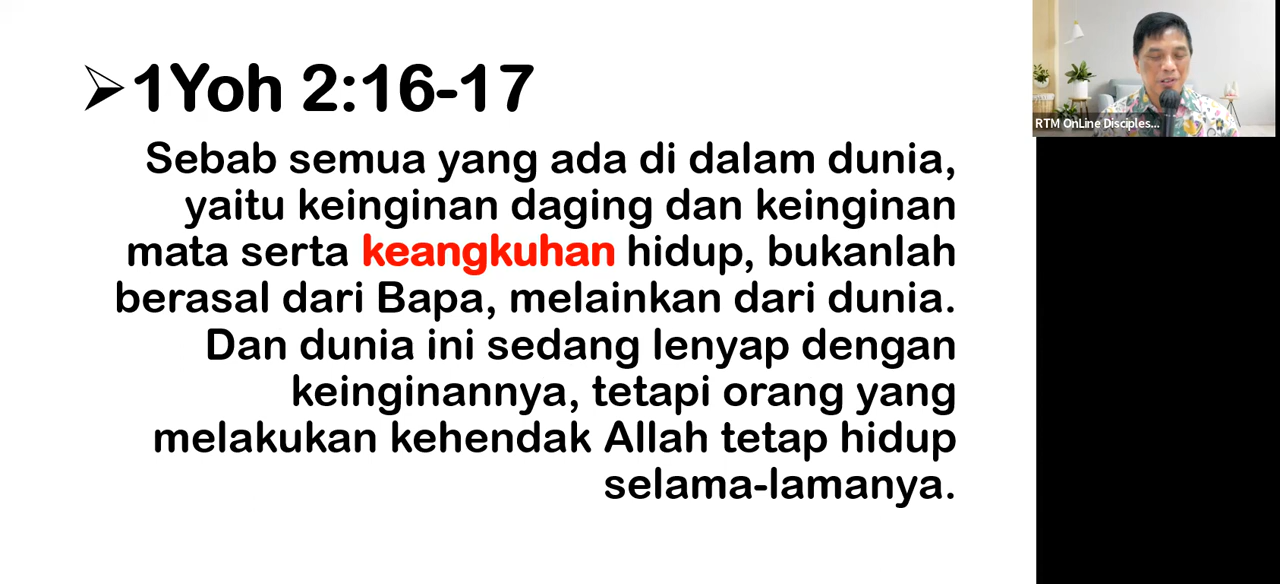 ➢1Yoh 2:16-17
Sebab semua yang ada di dalam dunia,
yaitu keinginan daging dan keinginan
mata serta keangkuhan hidup, bukanlah
berasal dari Bapa, melainkan dari dunia.
Dan dunia ini sedang lenyap dengan
keinginannya, tetapi orang yang
melakukan kehendak Allah tetap hidup
selama-lamanya.
RTM OnLine Disciples...